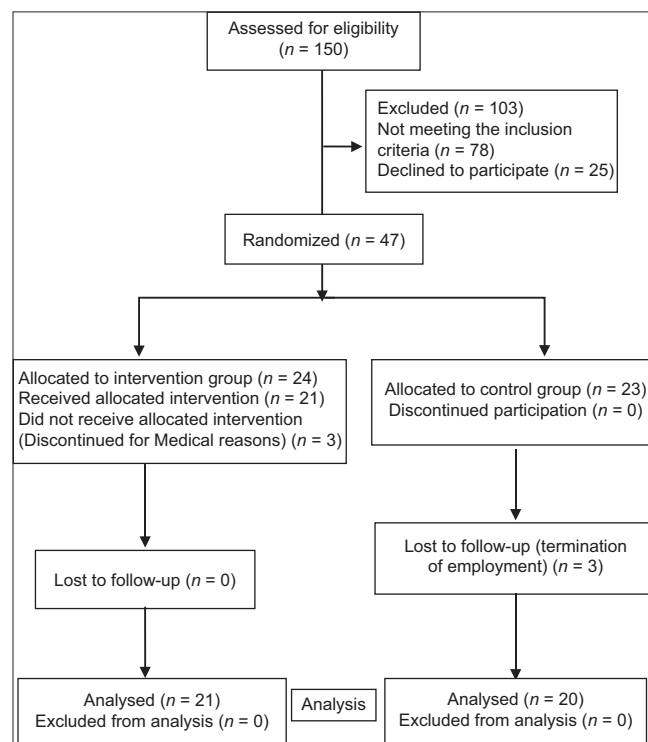 Assessed for eligibility
(n = 150)
Excluded (n = 103)
Not meeting the inclusion
criteria (n = 78)
Declined to participate (n = 25)
Randomized (n = 47)
Allocated to intervention group (n = 24)
Received allocated intervention (n = 21)
Did not receive allocated intervention
(Discontinued for Medical reasons) (n = 3)
Allocated to control group (n = 23)
Discontinued participation (n = 0)
Lost to follow-up (n = 0)
Lost to follow-up (termination
of employment) (n = 3)
Analysed (n = 21)
Excluded from analysis (n = 0)
Analysis
Analysed (n = 20)
Excluded from analysis (n = 0)